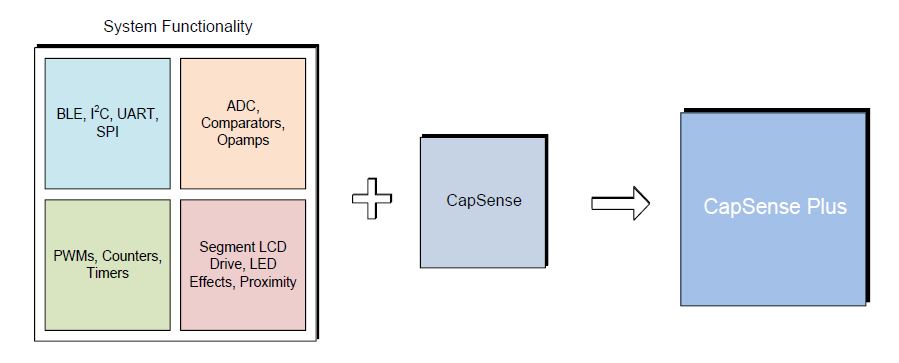 System Functionality
BLE, I²C, UART,
SPI
ADC,
Comparators,
Opamps
PWMs, Counters,
Timers
Segment LCD
Drive, LED
Effects, Proximity
CapSense
CapSense Plus